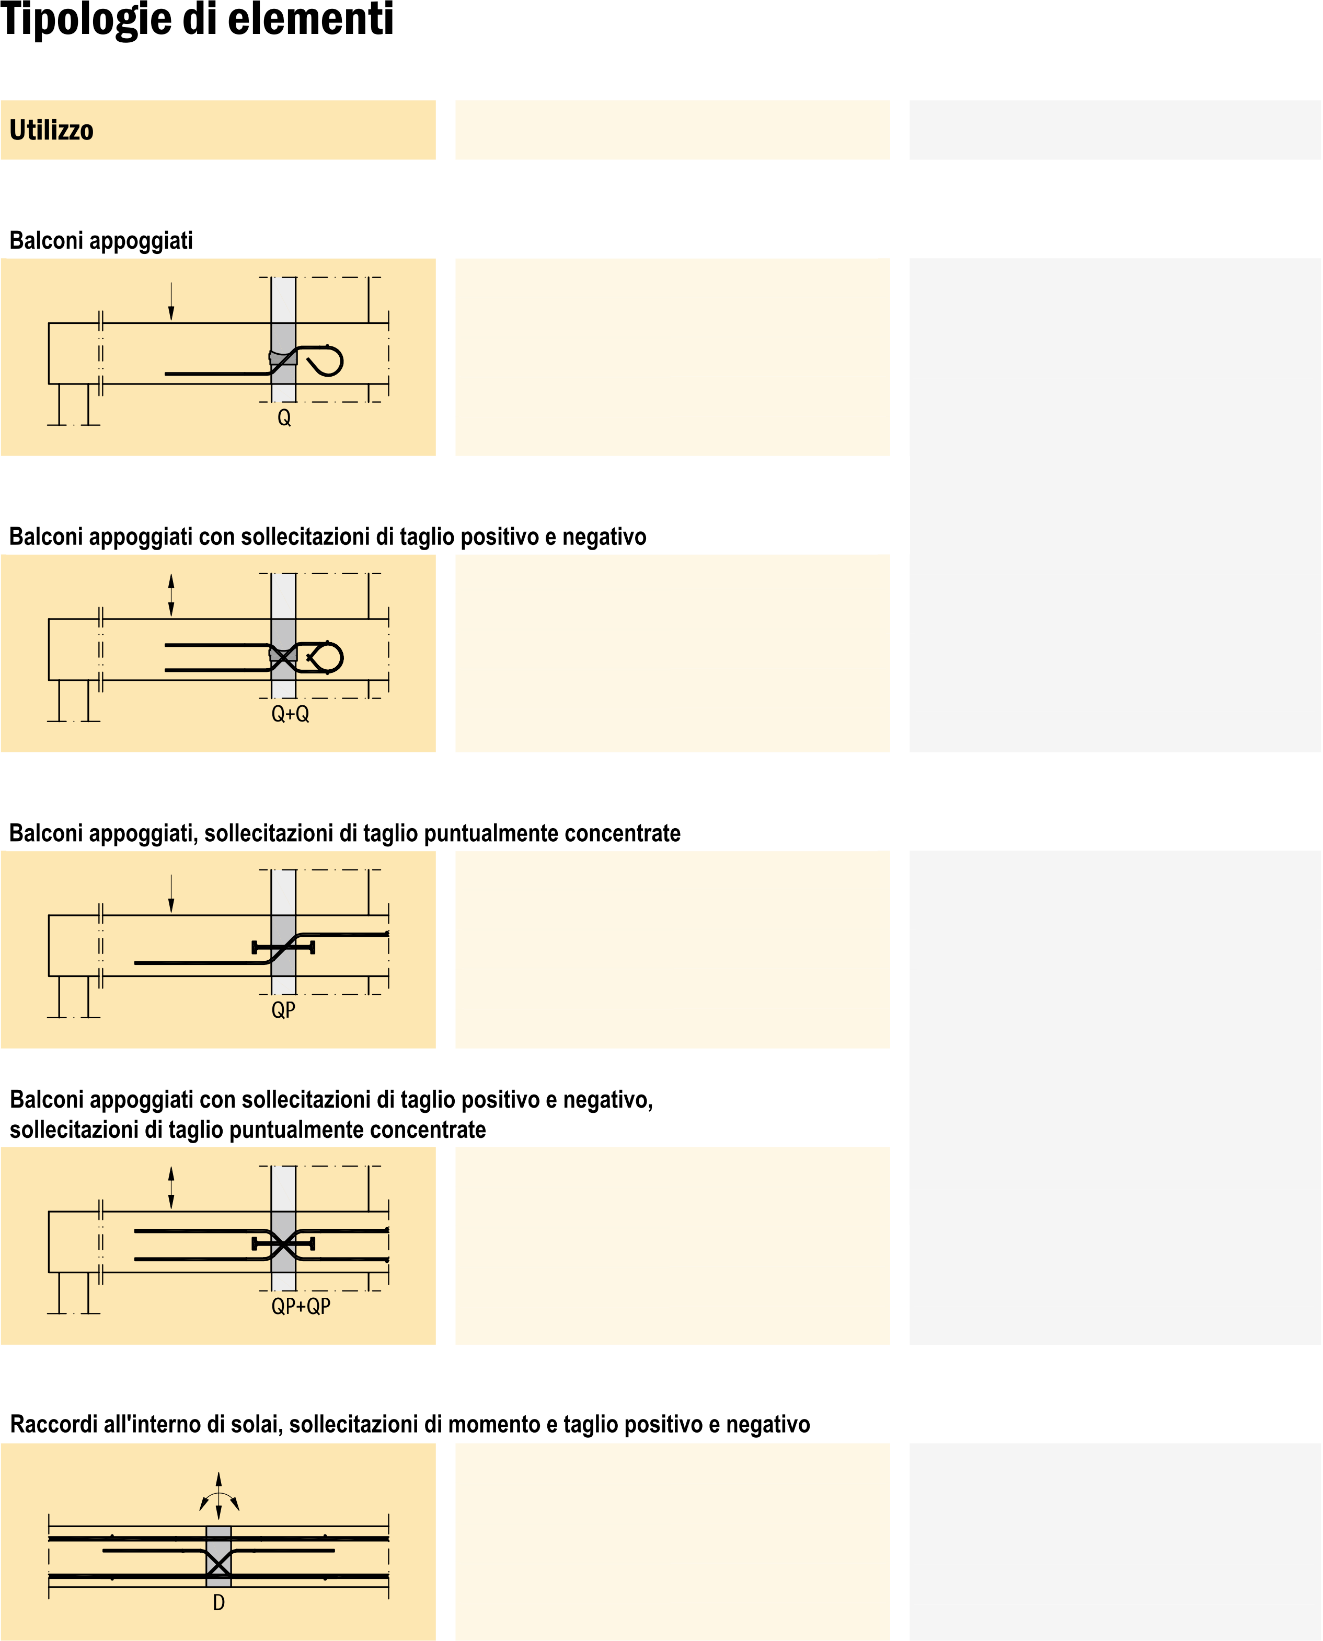 Tipologie di elementi
Utilizzo
Balconi appoggiati
Q
Balconi appoggiati con sollecitazioni di taglio positivo e negativo
Q+Q
Balconi appoggiati, sollecitazioni di taglio puntualmente concentrate
QP
Balconi appoggiati con sollecitazioni di taglio positivo e negativo,
sollecitazioni di taglio puntualmente concentrate
QP+QP
Raccordi all'interno di solai, sollecitazioni di momento e taglio positivo e negativo
D